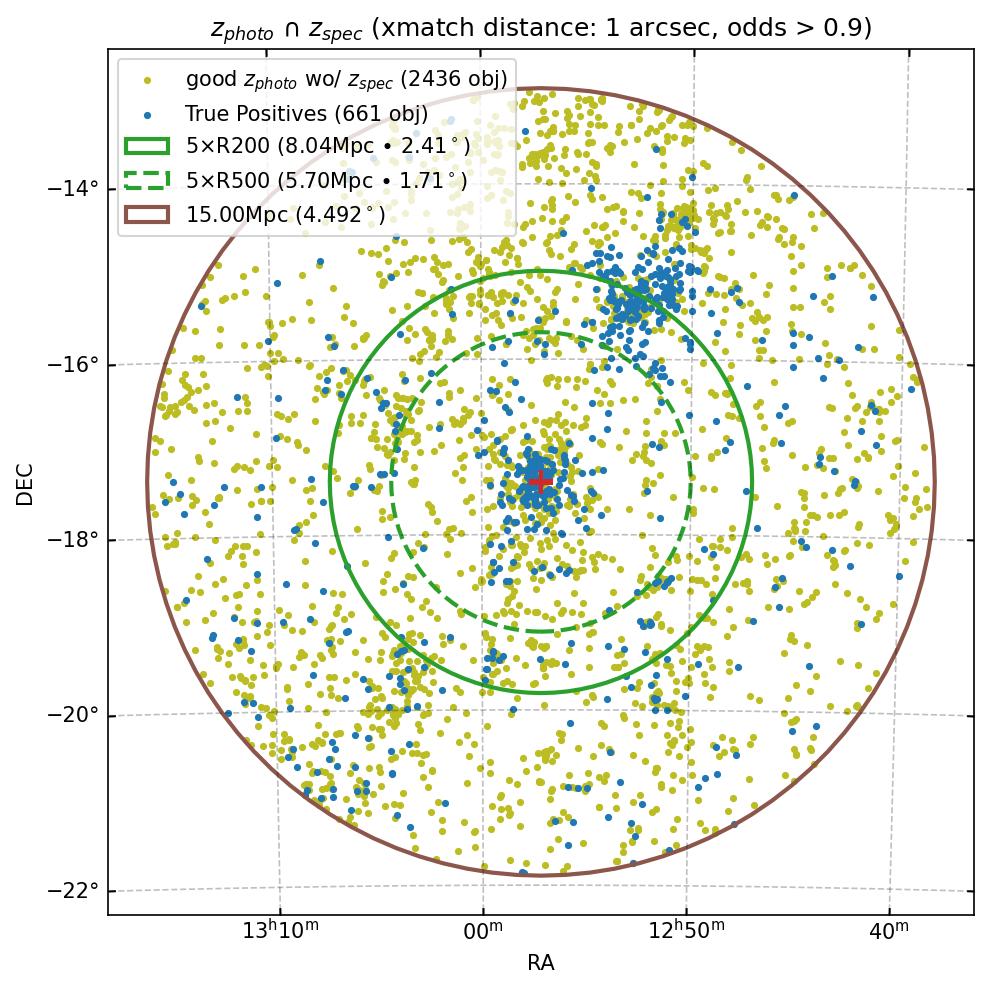 z_photo ∩ z_spec (xmatch distance: 1 arcsec, odds > 0.9)
good z_photo wo/ z_spec (2436 obj)
True Positives (661 obj)
5×R200 (8.04Mpc • 2.41°)
5×R500 (5.70Mpc • 1.71°)
15.00Mpc (4.492°)
−14°
−16°
−18°
−20°
−22°
DEC
13ʰ10ᵐ 00ᵐ 12ʰ50ᵐ 40ᵐ
RA